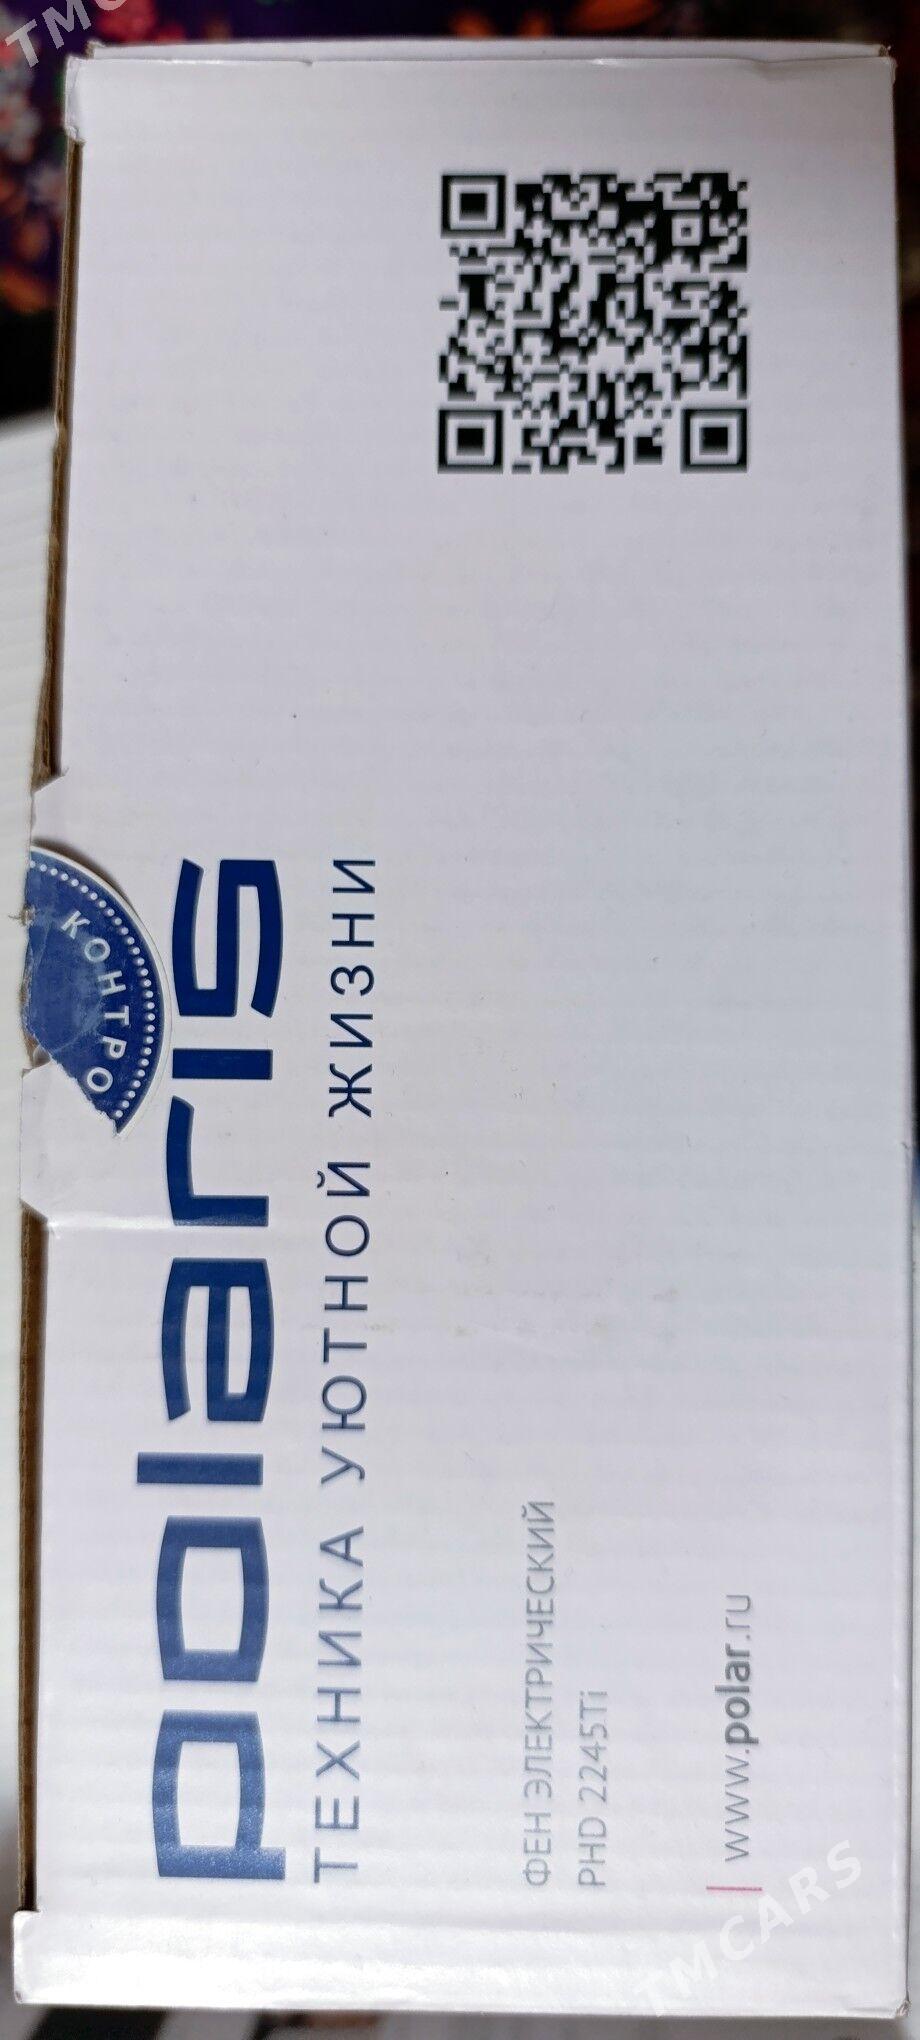 polaris
ТЕХНИКА УЮТНОЙ ЖИЗНИ
КОНТРО
ФЕН ЭЛЕКТРИЧЕСКИЙ
PHD 2245Ti
www.polar.ru
TMCARS